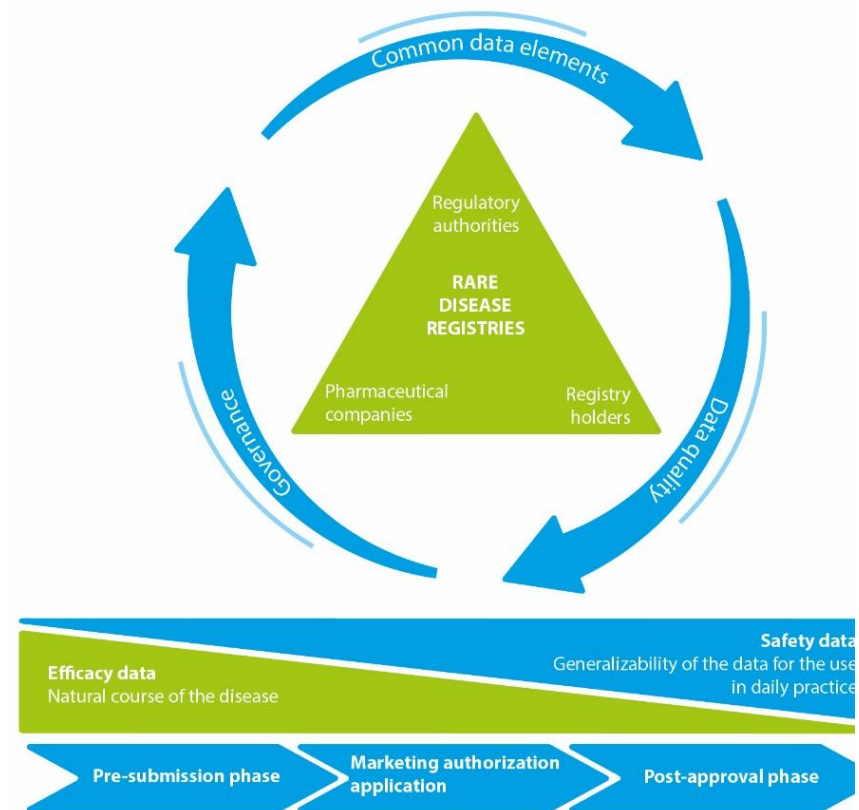 Common data elements
Regulatory
authorities
RARE
DISEASE
REGISTRIES
Pharmaceutical
companies
Registry
holders
Governance
Data quality
Safety data
Generalizability of the data for the use
in daily practice
Efficacy data
Natural course of the disease
Pre-submission phase
Marketing authorization
application
Post-approval phase